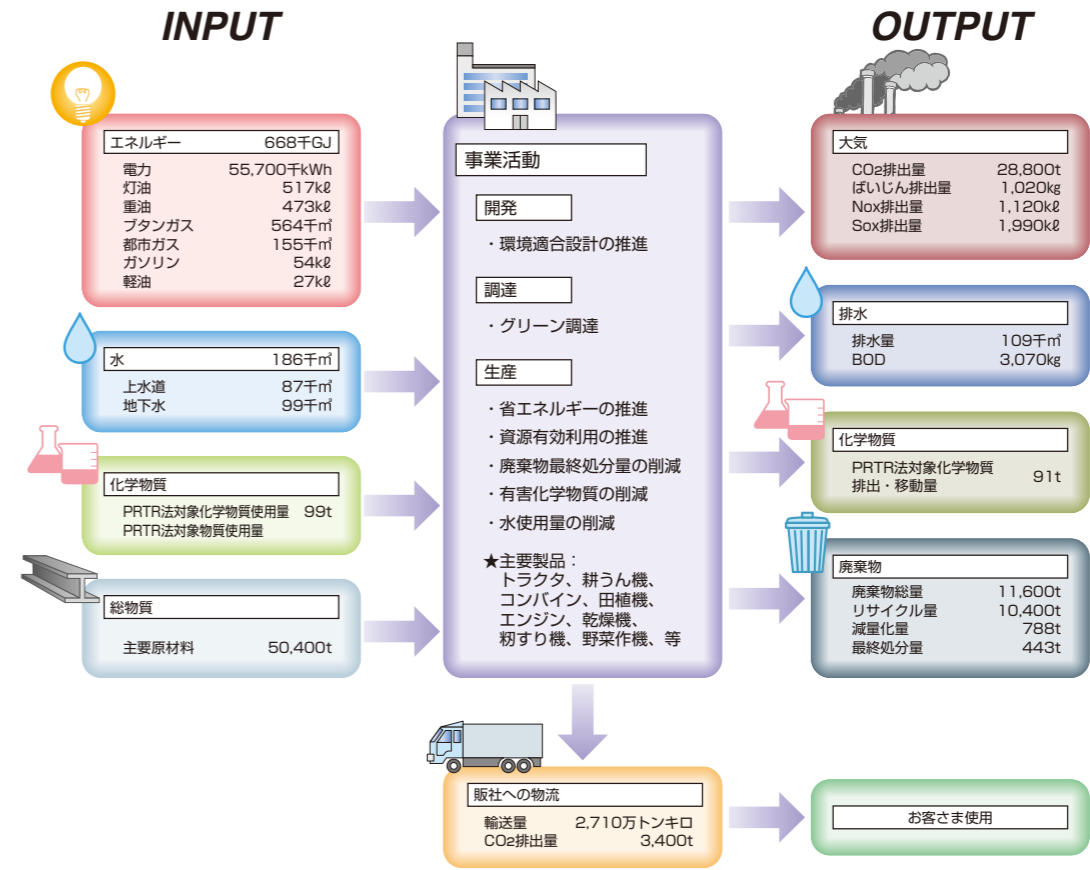 INPUT
OUTPUT
エネルギー 668千GJ
電力 55,700千kWh
灯油 517kℓ
重油 473kℓ
ブタンガス 564千㎥
都市ガス 155千㎥
ガソリン 54kℓ
軽油 27kℓ
水 186千㎥
上水道 87千㎥
地下水 99千㎥
化学物質
PRTR法対象化学物質使用量 99t
PRTR法対象物質使用量
総物質
主要原材料 50,400t
事業活動
開発
・環境適合設計の推進
調達
・グリーン調達
生産
・省エネルギーの推進
・資源有効利用の推進
・廃棄物最終処分量の削減
・有害化学物質の削減
・水使用量の削減
★主要製品：
トラクタ、耕うん機、
コンバイン、田植機、
エンジン、乾燥機、
籾すり機、野菜作機、等
大気
CO2排出量 28,800t
ばいじん排出量 1,020kg
Nox排出量 1,120kℓ
Sox排出量 1,990kℓ
排水
排水量 109千㎥
BOD 3,070kg
化学物質
PRTR法対象化学物質
排出・移動量 91t
廃棄物
廃棄物総量 11,600t
リサイクル量 10,400t
減量化量 788t
最終処分量 443t
販社への物流
輸送量 2,710万トンキロ
CO2排出量 3,400t
お客さま使用